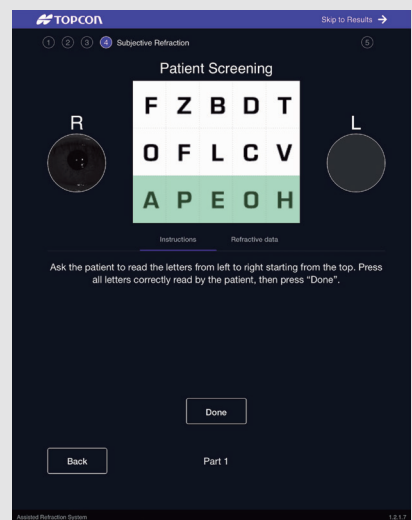 TOPCON
Skip to Results →
1 2 3 4 Subjective Refraction 5
Patient Screening
R
L
F Z B D T
O F L C V
A P E O H
Instructions Refractive data
Ask the patient to read the letters from left to right starting from the top. Press
all letters correctly read by the patient, then press “Done”.
Done
Back
Part 1
Assisted Refraction System 1.2.1.7